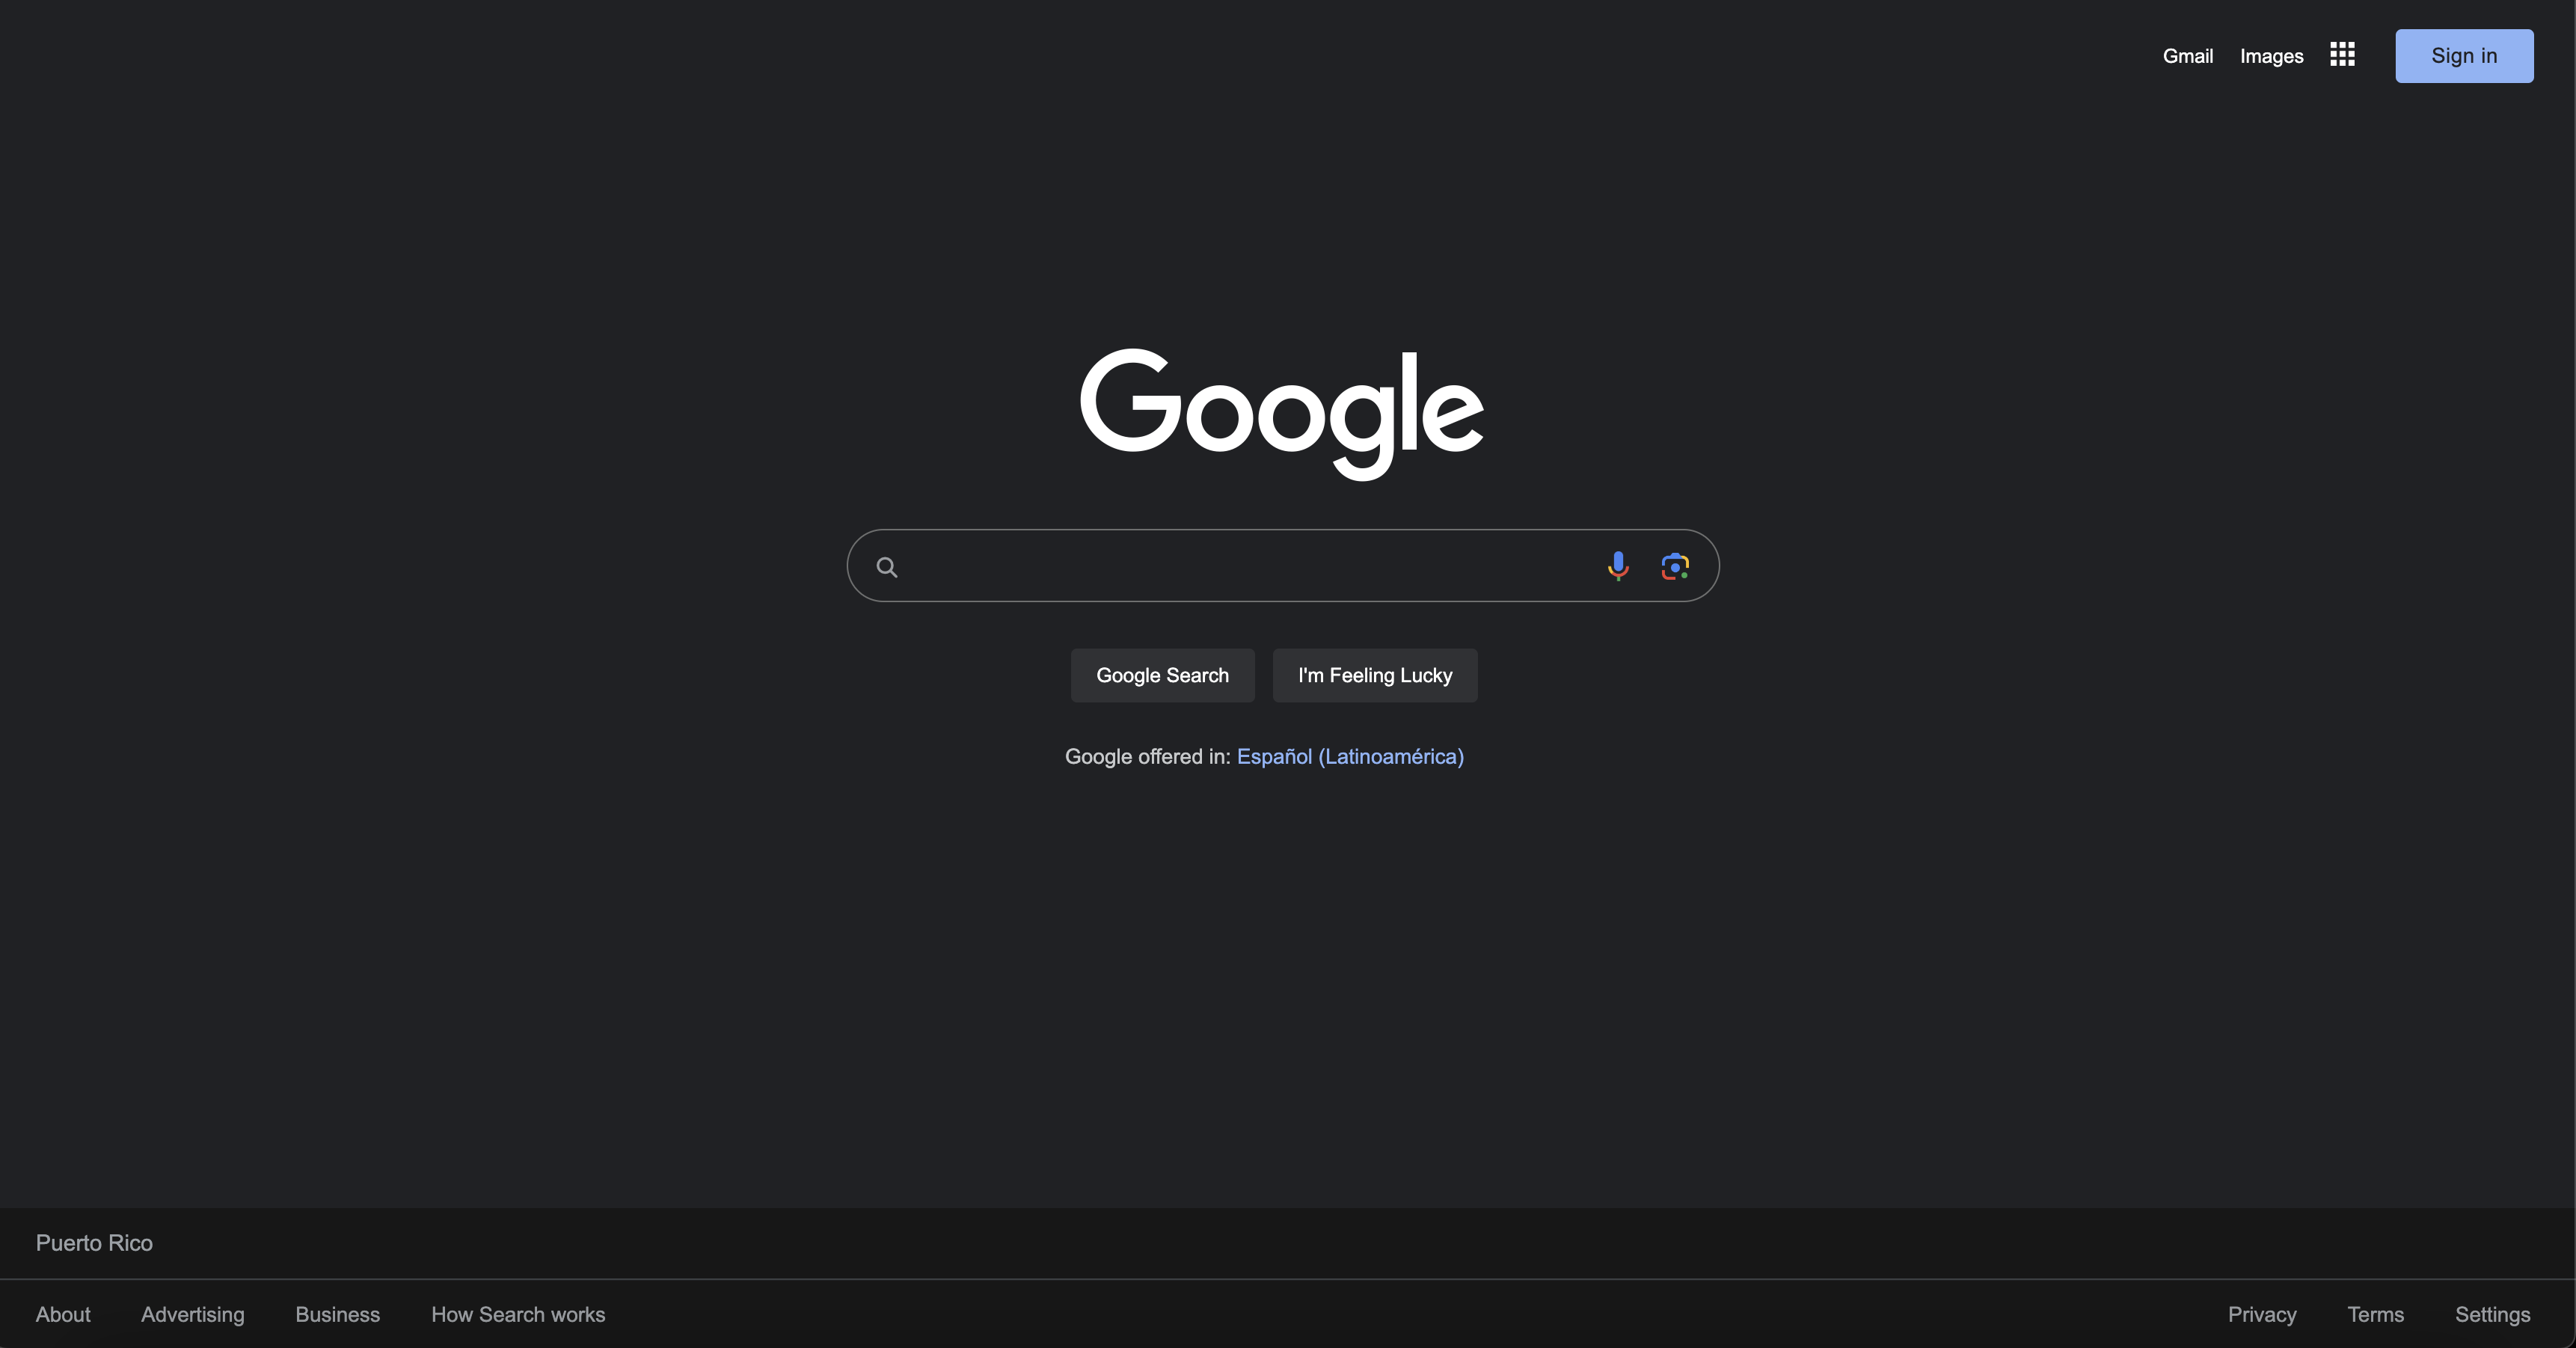 Gmail Images Sign in
Google
Google Search I'm Feeling Lucky
Google offered in: Español (Latinoamérica)
Puerto Rico
About Advertising Business How Search works Privacy Terms Settings